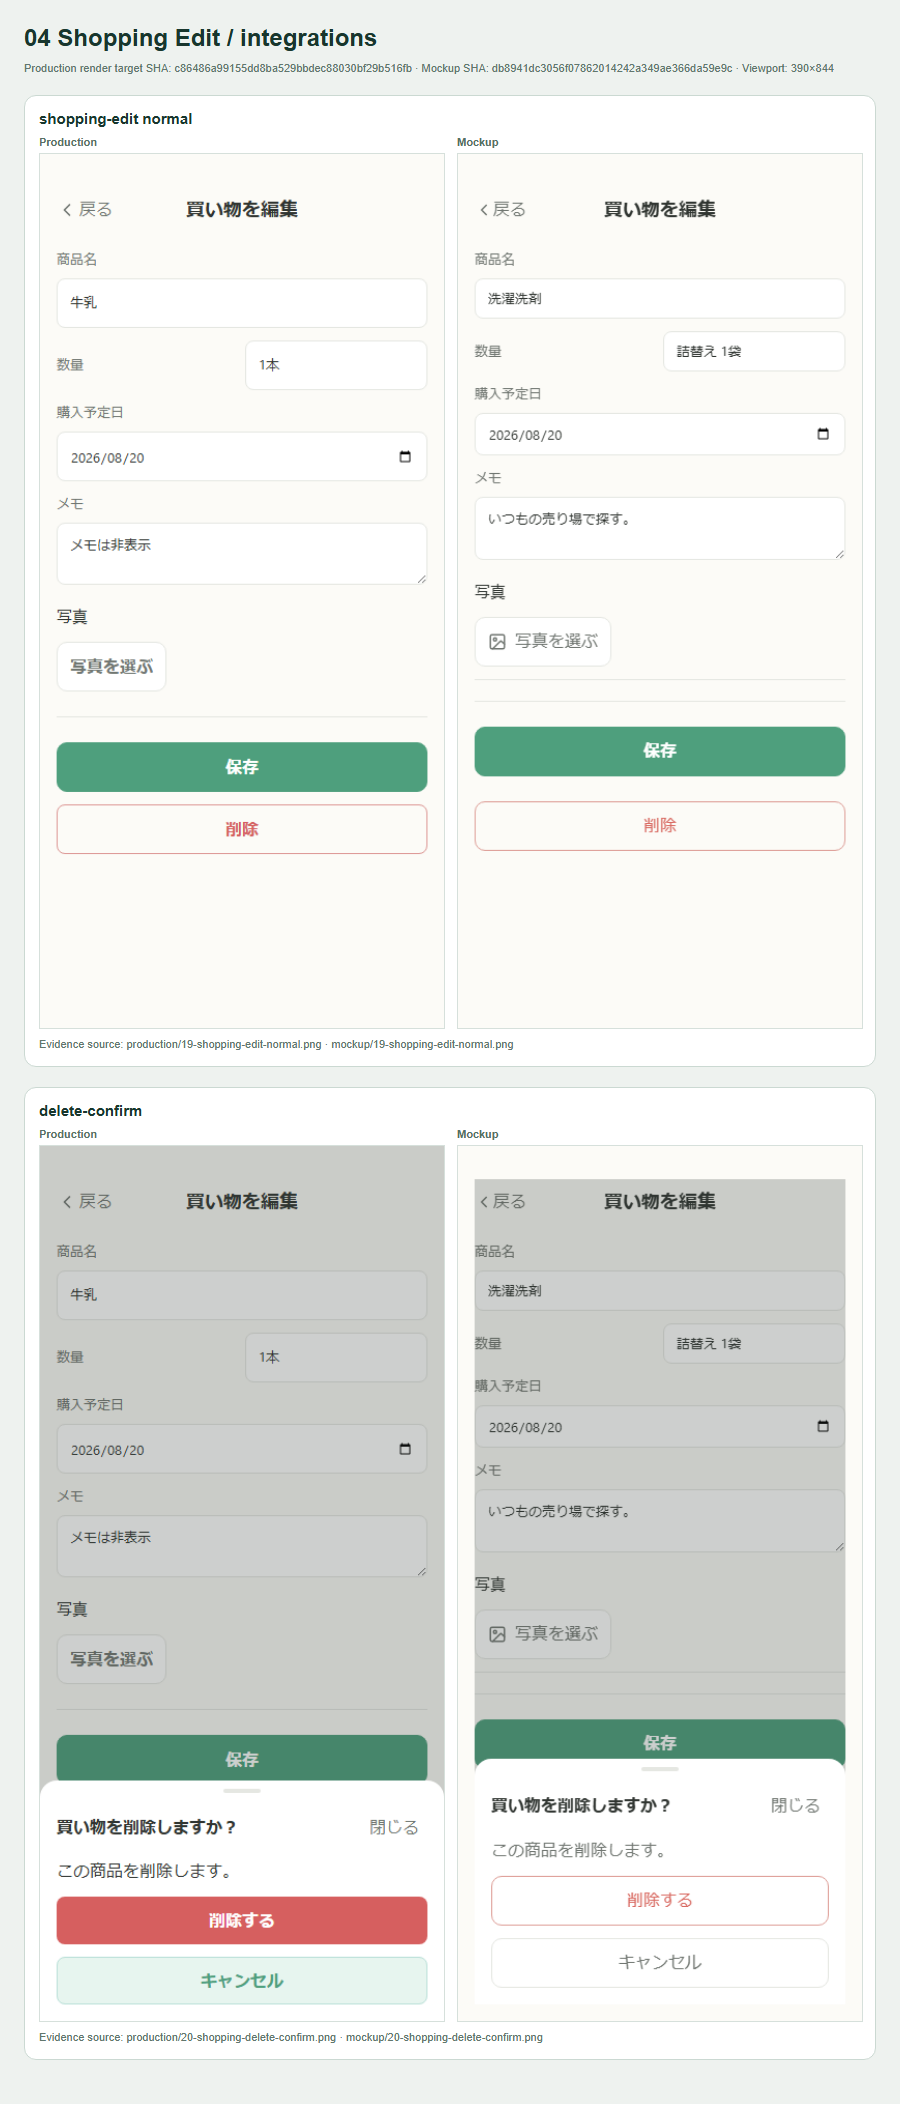 04 Shopping Edit / integrations
Production render target SHA: c86486a99155dd8ba529bbdec88030bf29b516fb · Mockup SHA: db8941dc3056f07862014242a349ae366da59e9c · Viewport: 390×844
shopping-edit normal
Production
戻る
買い物を編集
商品名
牛乳
数量
1本
購入予定日
2026/08/20
メモ
メモは非表示
写真
写真を選ぶ
保存
削除
Mockup
戻る
買い物を編集
商品名
洗濯洗剤
数量
詰替え 1袋
購入予定日
2026/08/20
メモ
いつもの売り場で探す。
写真
写真を選ぶ
保存
削除
Evidence source: production/19-shopping-edit-normal.png · mockup/19-shopping-edit-normal.png
delete-confirm
Production
戻る
買い物を編集
商品名
牛乳
数量
1本
購入予定日
2026/08/20
メモ
メモは非表示
写真
写真を選ぶ
保存
買い物を削除しますか？
閉じる
この商品を削除します。
削除する
キャンセル
Mockup
戻る
買い物を編集
商品名
洗濯洗剤
数量
詰替え 1袋
購入予定日
2026/08/20
メモ
いつもの売り場で探す。
写真
写真を選ぶ
保存
買い物を削除しますか？
閉じる
この商品を削除します。
削除する
キャンセル
Evidence source: production/20-shopping-delete-confirm.png · mockup/20-shopping-delete-confirm.png